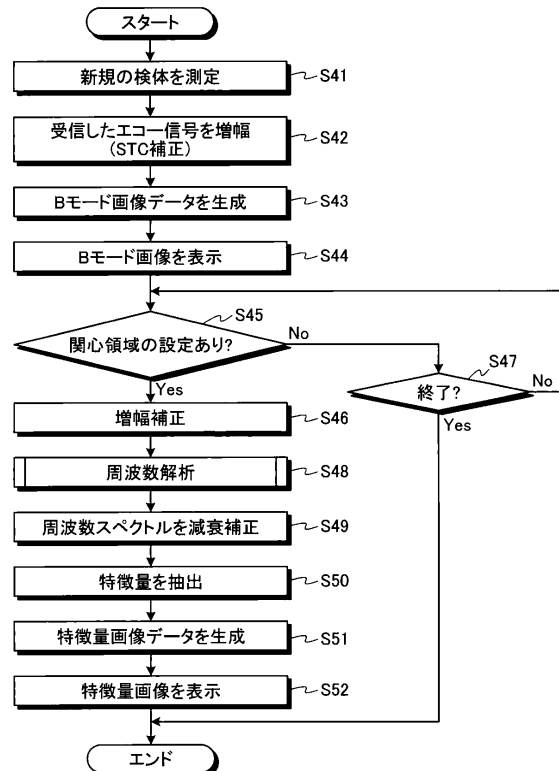 スタート
新規の検体を測定
S41
受信したエコー信号を増幅
(STC補正)
S42
Bモード画像データを生成
S43
Bモード画像を表示
S44
S45
関心領域の設定あり?
No
Yes
S47
終了?
No
Yes
増幅補正
S46
周波数解析
S48
周波数スペクトルを減衰補正
S49
特徴量を抽出
S50
特徴量画像データを生成
S51
特徴量画像を表示
S52
エンド